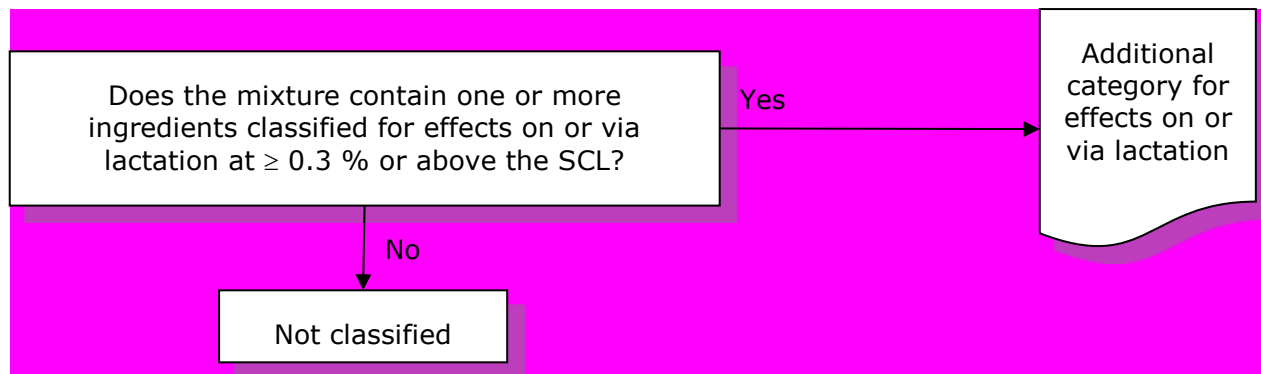 Does the mixture contain one or more
ingredients classified for effects on or via
lactation at ≥ 0.3 % or above the SCL?
Yes
Additional
category for
effects on or
via lactation
No
Not classified